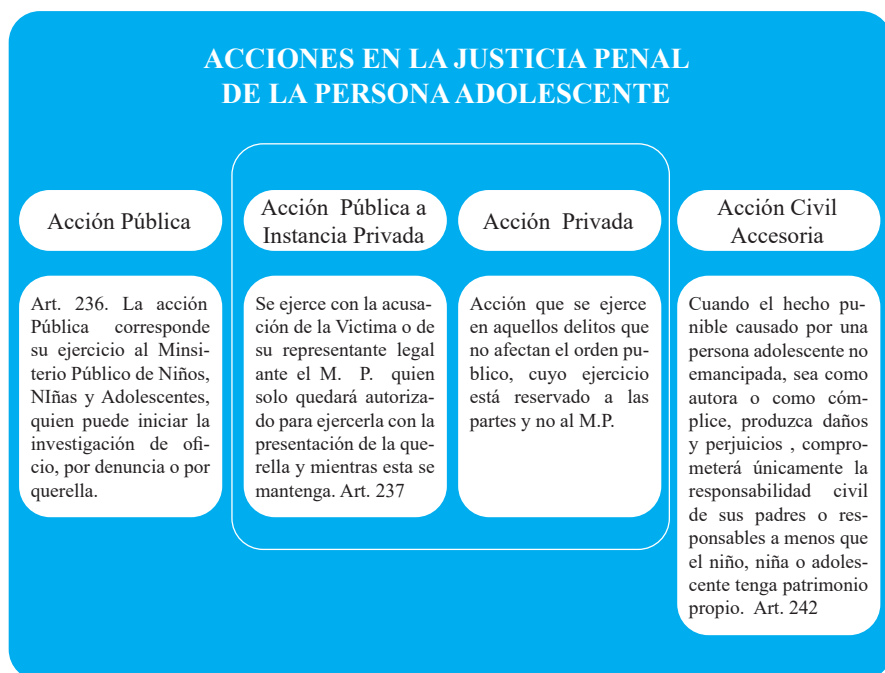 ACCIONES EN LA JUSTICIA PENAL
DE LA PERSONA ADOLESCENTE
Acción Pública
Art. 236. La acción
Pública corresponde
su ejercicio al Minsi-
terio Público de Niños,
NIñas y Adolescentes,
quien puede iniciar la
investigación de ofi-
cio, por denuncia o por
querella.
Acción Pública a
Instancia Privada
Se ejerce con la acusa-
ción de la Victima o de
su representante legal
ante el M. P. quien
solo quedará autoriza-
do para ejercerla con la
presentación de la que-
rella y mientras esta se
mantenga. Art. 237
Acción Privada
Acción que se ejerce
en aquellos delitos que
no afectan el orden pu-
blico, cuyo ejercicio
está reservado a las
partes y no al M.P.
Acción Civil
Accesoria
Cuando el hecho pu-
nible causado por una
persona adolescente no
emancipada, sea como
autora o como cóm-
plice, produzca daños
y perjuicios , compro-
meterá únicamente la
responsabilidad civil
de sus padres o res-
ponsables a menos que
el niño, niña o adoles-
cente tenga patrimonio
propio. Art. 242